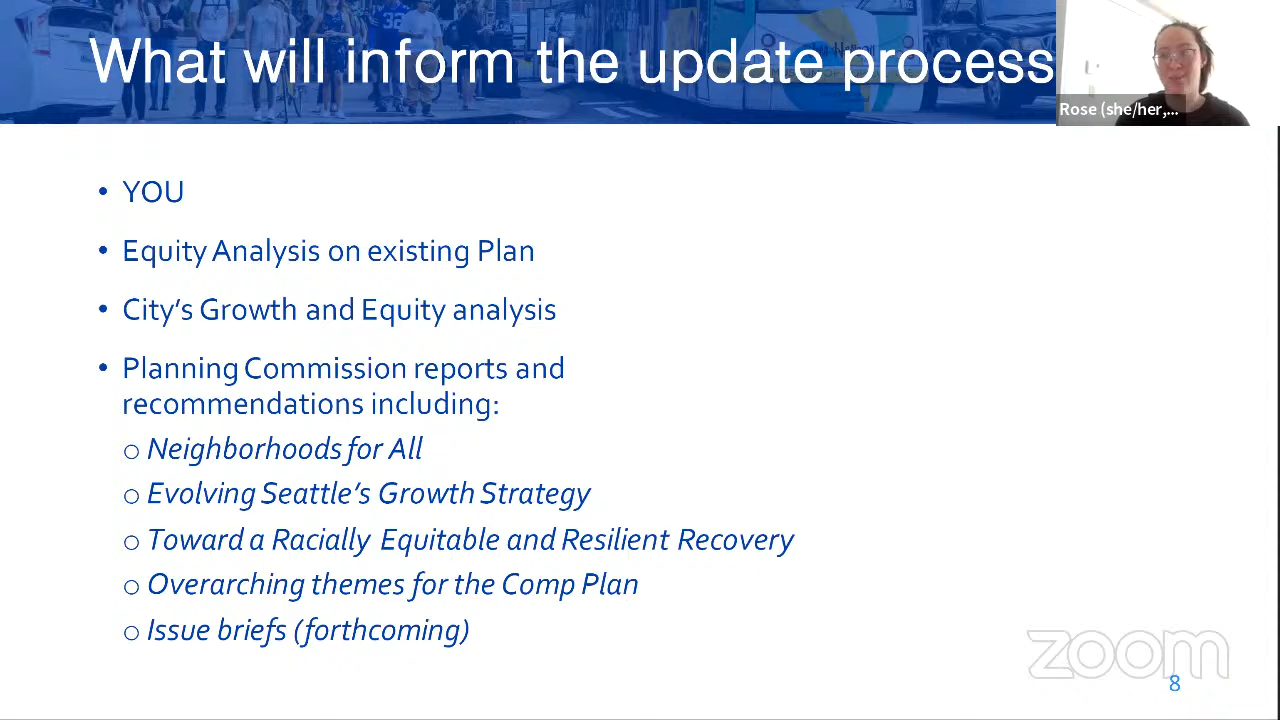 What will inform the update process
Rose (she/her,...
• YOU
• Equity Analysis on existing Plan
• City’s Growth and Equity analysis
• Planning Commission reports and
recommendations including:
o Neighborhoods for All
o Evolving Seattle’s Growth Strategy
o Toward a Racially Equitable and Resilient Recovery
o Overarching themes for the Comp Plan
o Issue briefs (forthcoming)
zoom
8
32